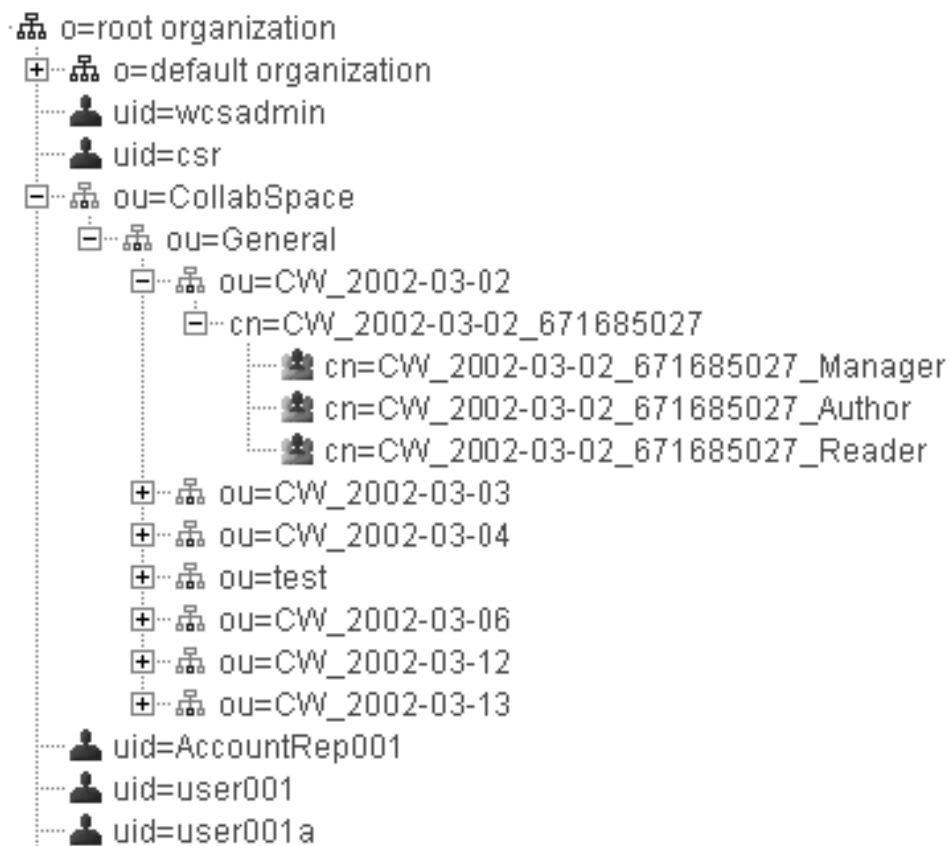 o=root organization
o=default organization
uid=wcsadmin
uid=csr
ou=CollabSpace
ou=General
ou=CW_2002-03-02
cn=CW_2002-03-02_671685027
cn=CW_2002-03-02_671685027_Manager
cn=CW_2002-03-02_671685027_Author
cn=CW_2002-03-02_671685027_Reader
ou=CW_2002-03-03
ou=CW_2002-03-04
ou=test
ou=CW_2002-03-06
ou=CW_2002-03-12
ou=CW_2002-03-13
uid=AccountRep001
uid=user001
uid=user001a